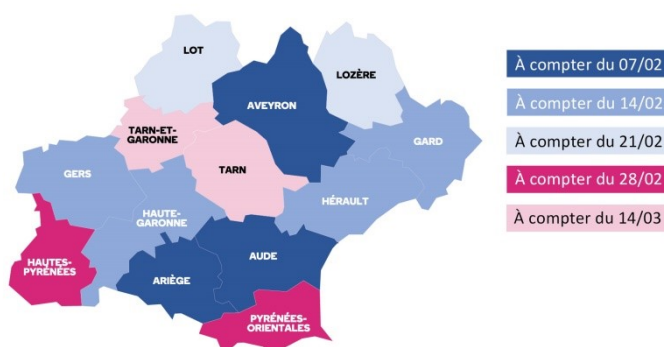 LOT
LOZÈRE
AVEYRON
TARN-ET-
GARONNE
GARD
TARN
GERS
HÉRAULT
HAUTE-
GARONNE
HAUTES-
PYRÉNÉES
AUDE
ARIÈGE
PYRÉNÉES-
ORIENTALES
À compter du 07/02
À compter du 14/02
À compter du 21/02
À compter du 28/02
À compter du 14/03